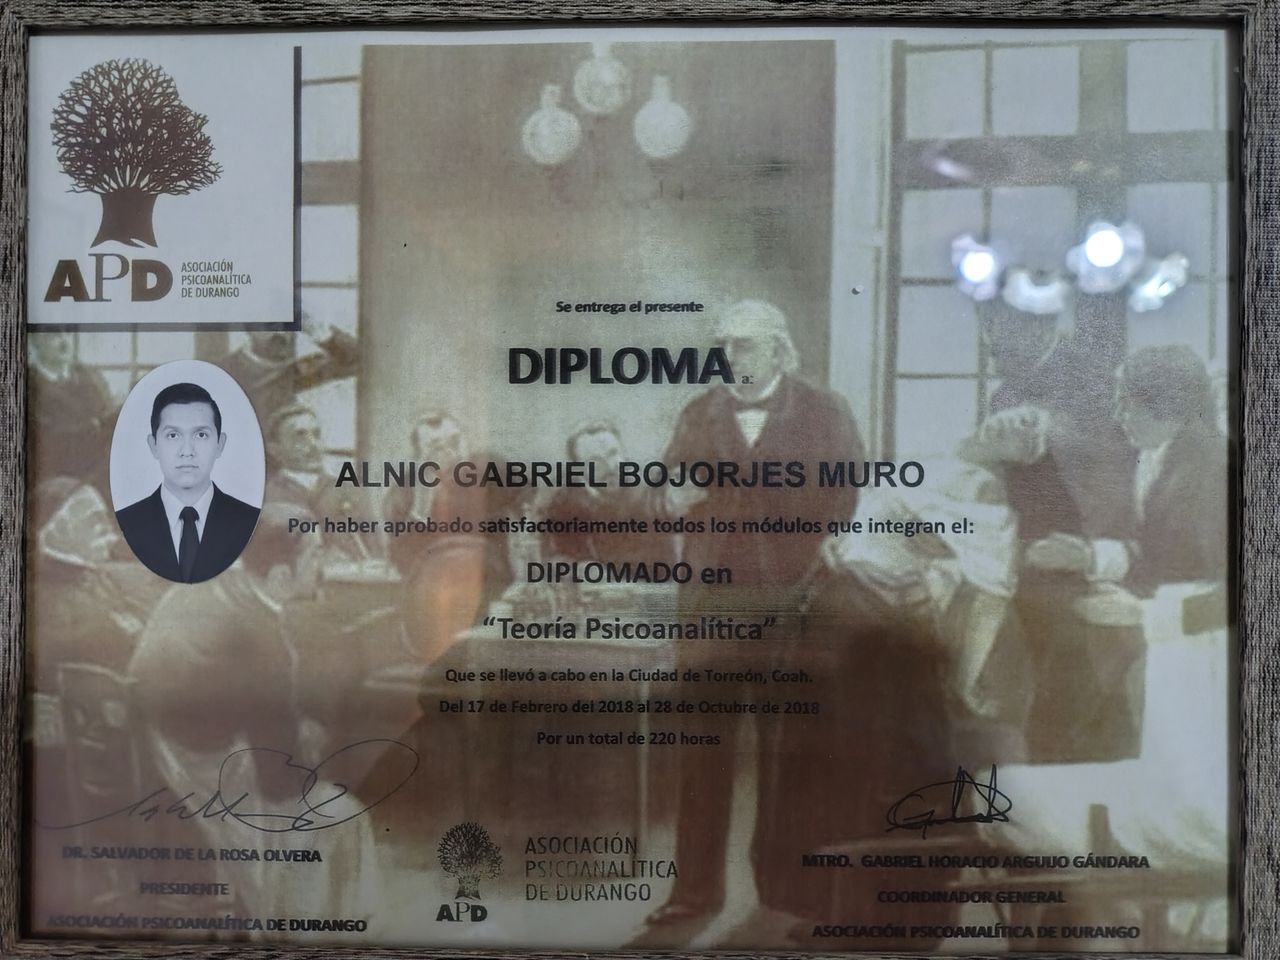 APD
ASOCIACIÓN
PSICOANALÍTICA
DE DURANGO
Se entrega el presente
DIPLOMA a:
ALNIC GABRIEL BOJORJES MURO
Por haber aprobado satisfactoriamente todos los módulos que integran el:
DIPLOMADO en
“Teoría Psicoanalítica”
Que se llevó a cabo en la Ciudad de Torreón, Coah.
Del 17 de Febrero del 2018 al 28 de Octubre de 2018
Por un total de 220 horas
DR. SALVADOR DE LA ROSA OLVERA
PRESIDENTE
ASOCIACIÓN PSICOANALÍTICA DE DURANGO
APD
ASOCIACIÓN
PSICOANALÍTICA
DE DURANGO
MTRO. GABRIEL HORACIO ARGUIJO GÁNDARA
COORDINADOR GENERAL
ASOCIACIÓN PSICOANALÍTICA DE DURANGO